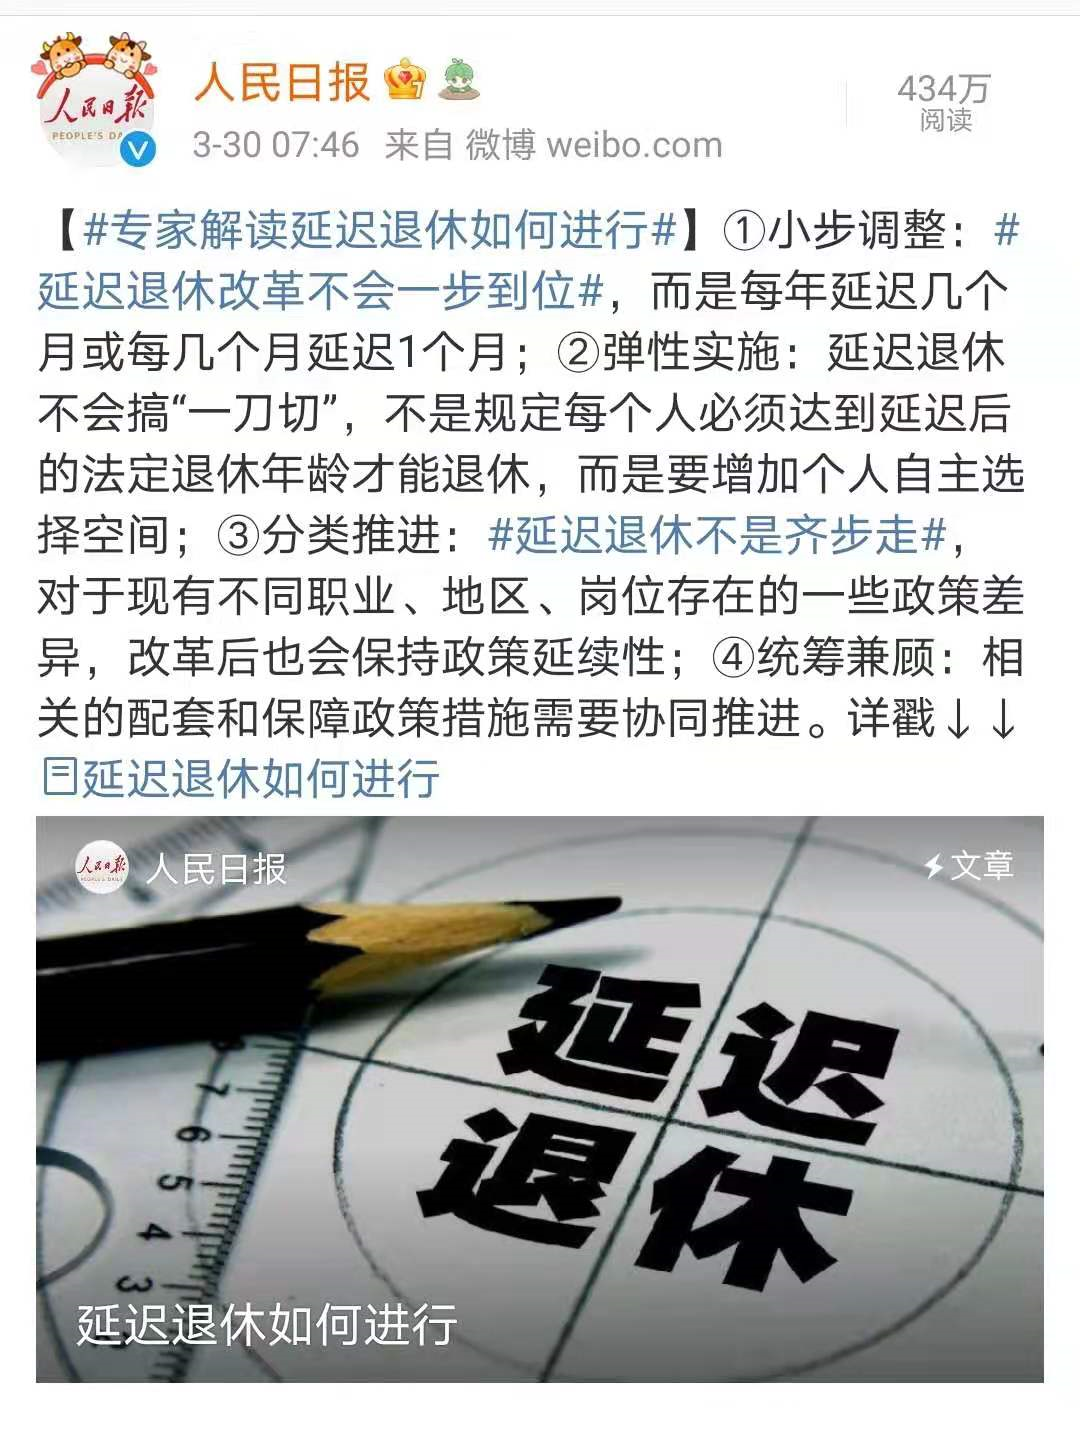 人民日报
PEOPLE'S DA
人民日报
3-30 07:46 来自 微博 weibo.com
434万
阅读
【#专家解读延迟退休如何进行#】①小步调整：#
延迟退休改革不会一步到位#，而是每年延迟几个
月或每几个月延迟1个月；②弹性实施：延迟退休
不会搞“一刀切”，不是规定每个人必须达到延迟后
的法定退休年龄才能退休，而是要增加个人自主选
择空间；③分类推进：#延迟退休不是齐步走#，
对于现有不同职业、地区、岗位存在的一些政策差
异，改革后也会保持政策延续性；④统筹兼顾：相
关的配套和保障政策措施需要协同推进。详戳↓↓
延迟退休如何进行
人民日报
PEOPLE'S DAILY
人民日报
文章
延迟
退休
7
6
5
4
3
延迟退休如何进行